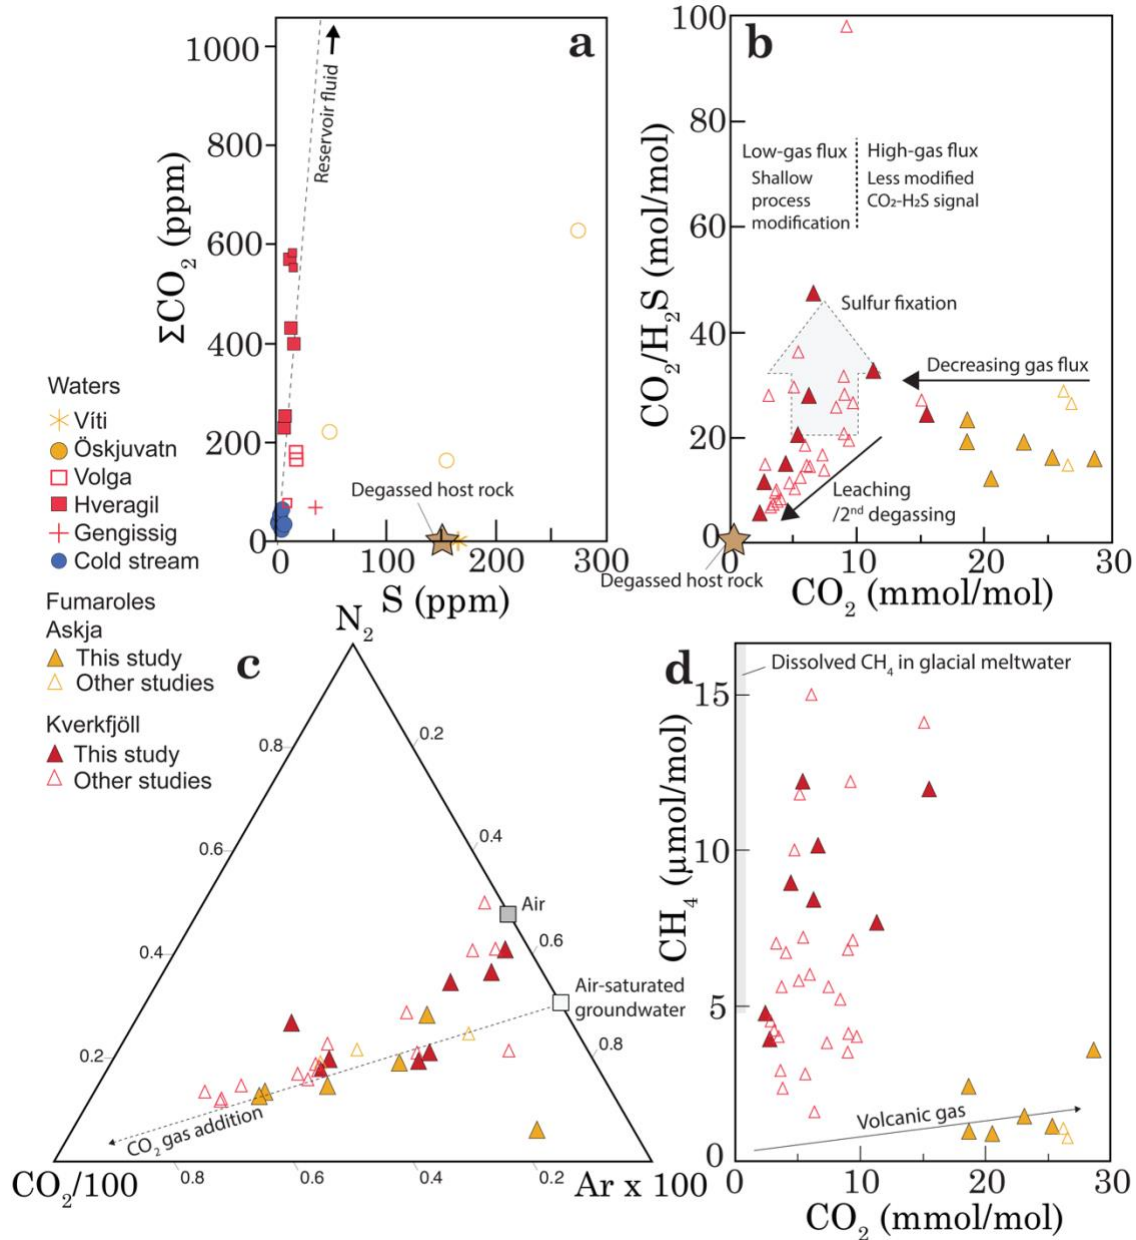 a
ΣCO2 (ppm)
1000
800
600
400
200
0
Reservoir fluid
Degassed host rock
0
100
200
300
S (ppm)
b
CO2/H2S (mol/mol)
100
80
60
40
20
0
Low-gas flux
Shallow
process
modification
High-gas flux
Less modified
CO2-H2S signal
Sulfur fixation
Decreasing gas flux
Leaching
/2nd degassing
Degassed host rock
0
10
20
30
CO2 (mmol/mol)
Waters
Víti
Öskjuvatn
Volga
Hveragil
Gengissig
Cold stream
Fumaroles
Askja
This study
Other studies
Kverkfjöll
This study
Other studies
c
N2
0.8
0.6
0.4
0.2
0.2
0.4
0.6
0.8
Air
Air-saturated
groundwater
CO2 gas addition
CO2/100
0.8
0.6
0.4
0.2
Ar x 100
d
CH4 (µmol/mol)
15
10
5
0
Dissolved CH4 in glacial meltwater
Volcanic gas
0
10
20
30
CO2 (mmol/mol)